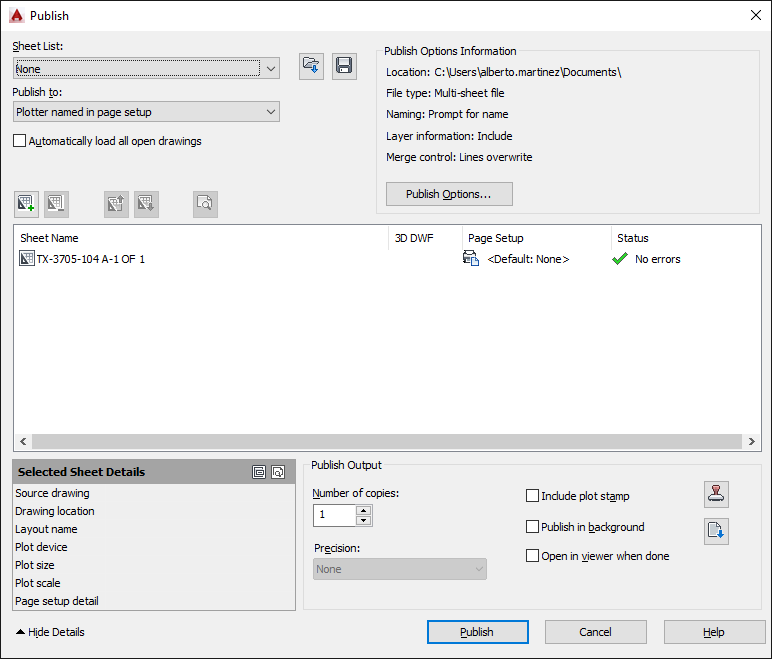 Publish
Sheet List:
None
Publish to:
Plotter named in page setup
Automatically load all open drawings
Publish Options Information
Location: C:\Users\alberto.martinez\Documents\
File type: Multi-sheet file
Naming: Prompt for name
Layer information: Include
Merge control: Lines overwrite
Publish Options...
Sheet Name 3D DWF Page Setup Status
TX-3705-104 A-1 OF 1 <Default: None> No errors
Selected Sheet Details
Source drawing
Drawing location
Layout name
Plot device
Plot size
Plot scale
Page setup detail
Publish Output
Number of copies:
1
Precision:
None
Include plot stamp
Publish in background
Open in viewer when done
Hide Details
Publish Cancel Help